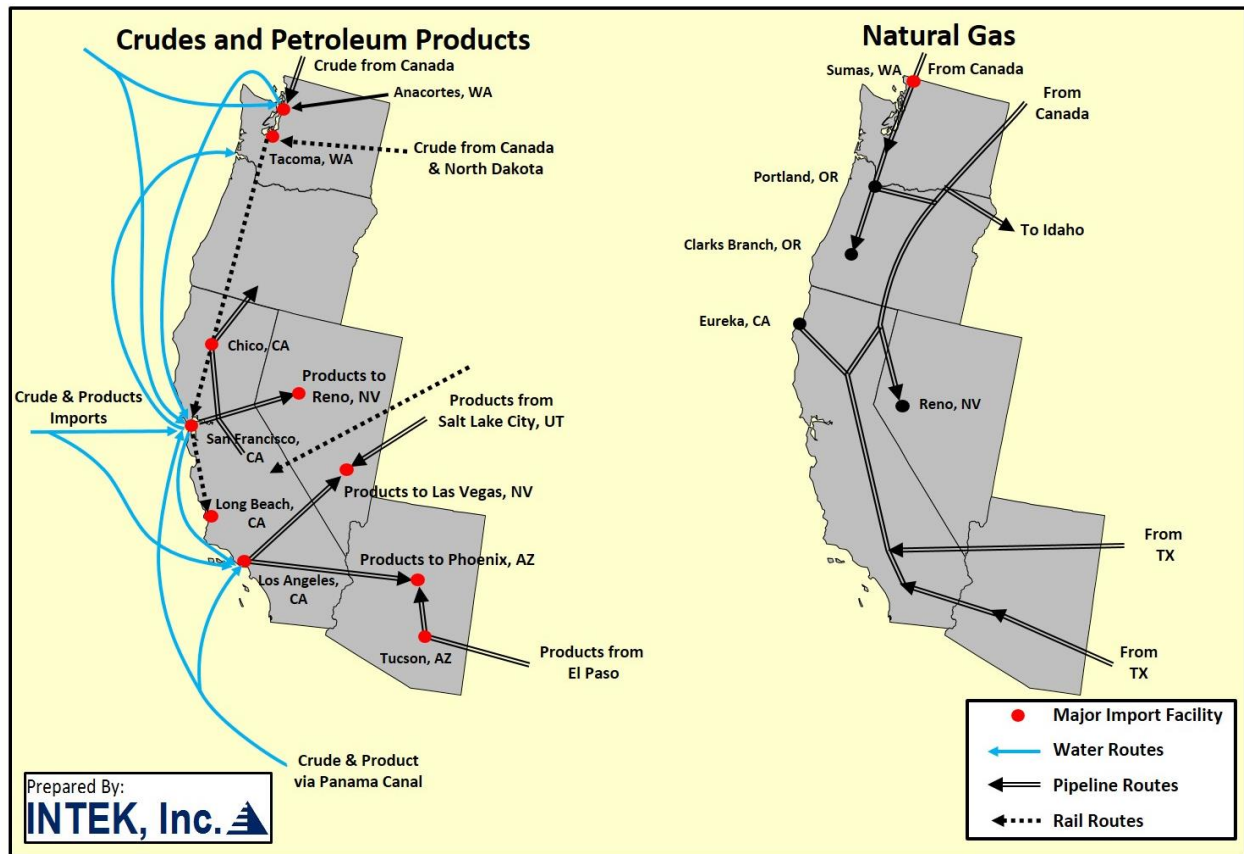 Crudes and Petroleum Products
Crude from Canada
Anacortes, WA
Tacoma, WA
Crude from Canada
& North Dakota
Chico, CA
Products to
Reno, NV
Crude & Products
Imports
Products from
Salt Lake City, UT
San Francisco,
CA
Products to Las Vegas, NV
Long Beach,
CA
Products to Phoenix, AZ
Los Angeles,
CA
Tucson, AZ
Products from
El Paso
Crude & Product
via Panama Canal
Prepared By:
INTEK, Inc.
Natural Gas
Sumas, WA
From Canada
From
Canada
Portland, OR
To Idaho
Clarks Branch, OR
Eureka, CA
Reno, NV
From
TX
From
TX
Major Import Facility
Water Routes
Pipeline Routes
Rail Routes